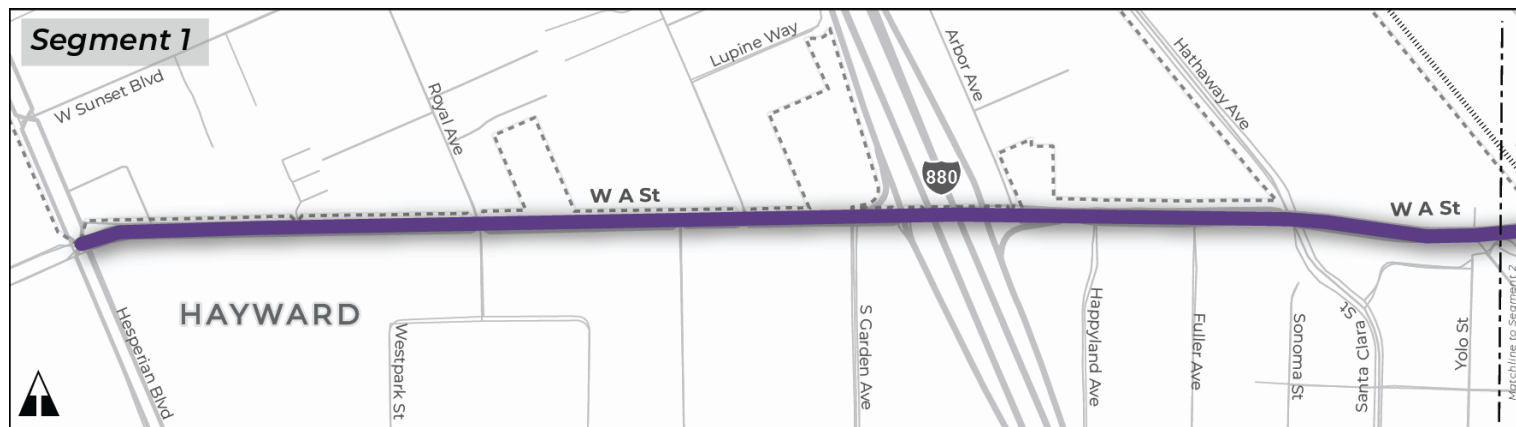 Segment 1
W Sunset Blvd
Royal Ave
Lupine Way
Arbor Ave
Hathaway Ave
880
W A St
W A St
HAYWARD
Hesperian Blvd
Westpark St
S Garden Ave
Happyland Ave
Fuller Ave
Sonoma St
Santa Clara
St
Yolo St
Matchline to Segment 2